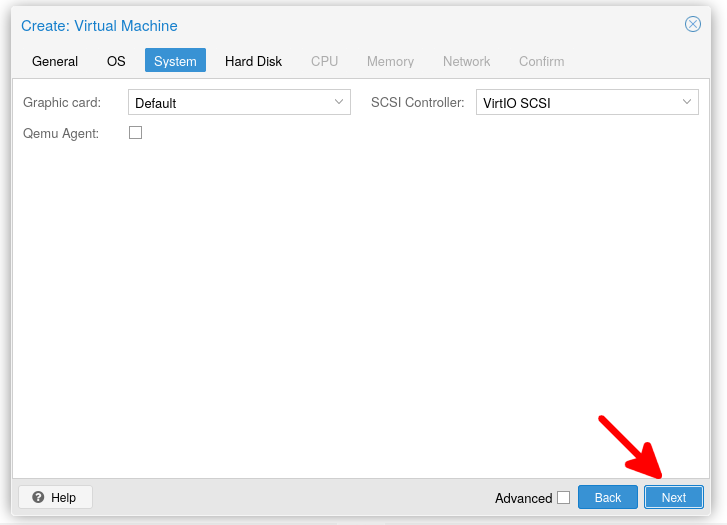 Create: Virtual Machine
General OS System Hard Disk CPU Memory Network Confirm
Graphic card: Default SCSI Controller: VirtIO SCSI
Qemu Agent:
Help Advanced Back Next